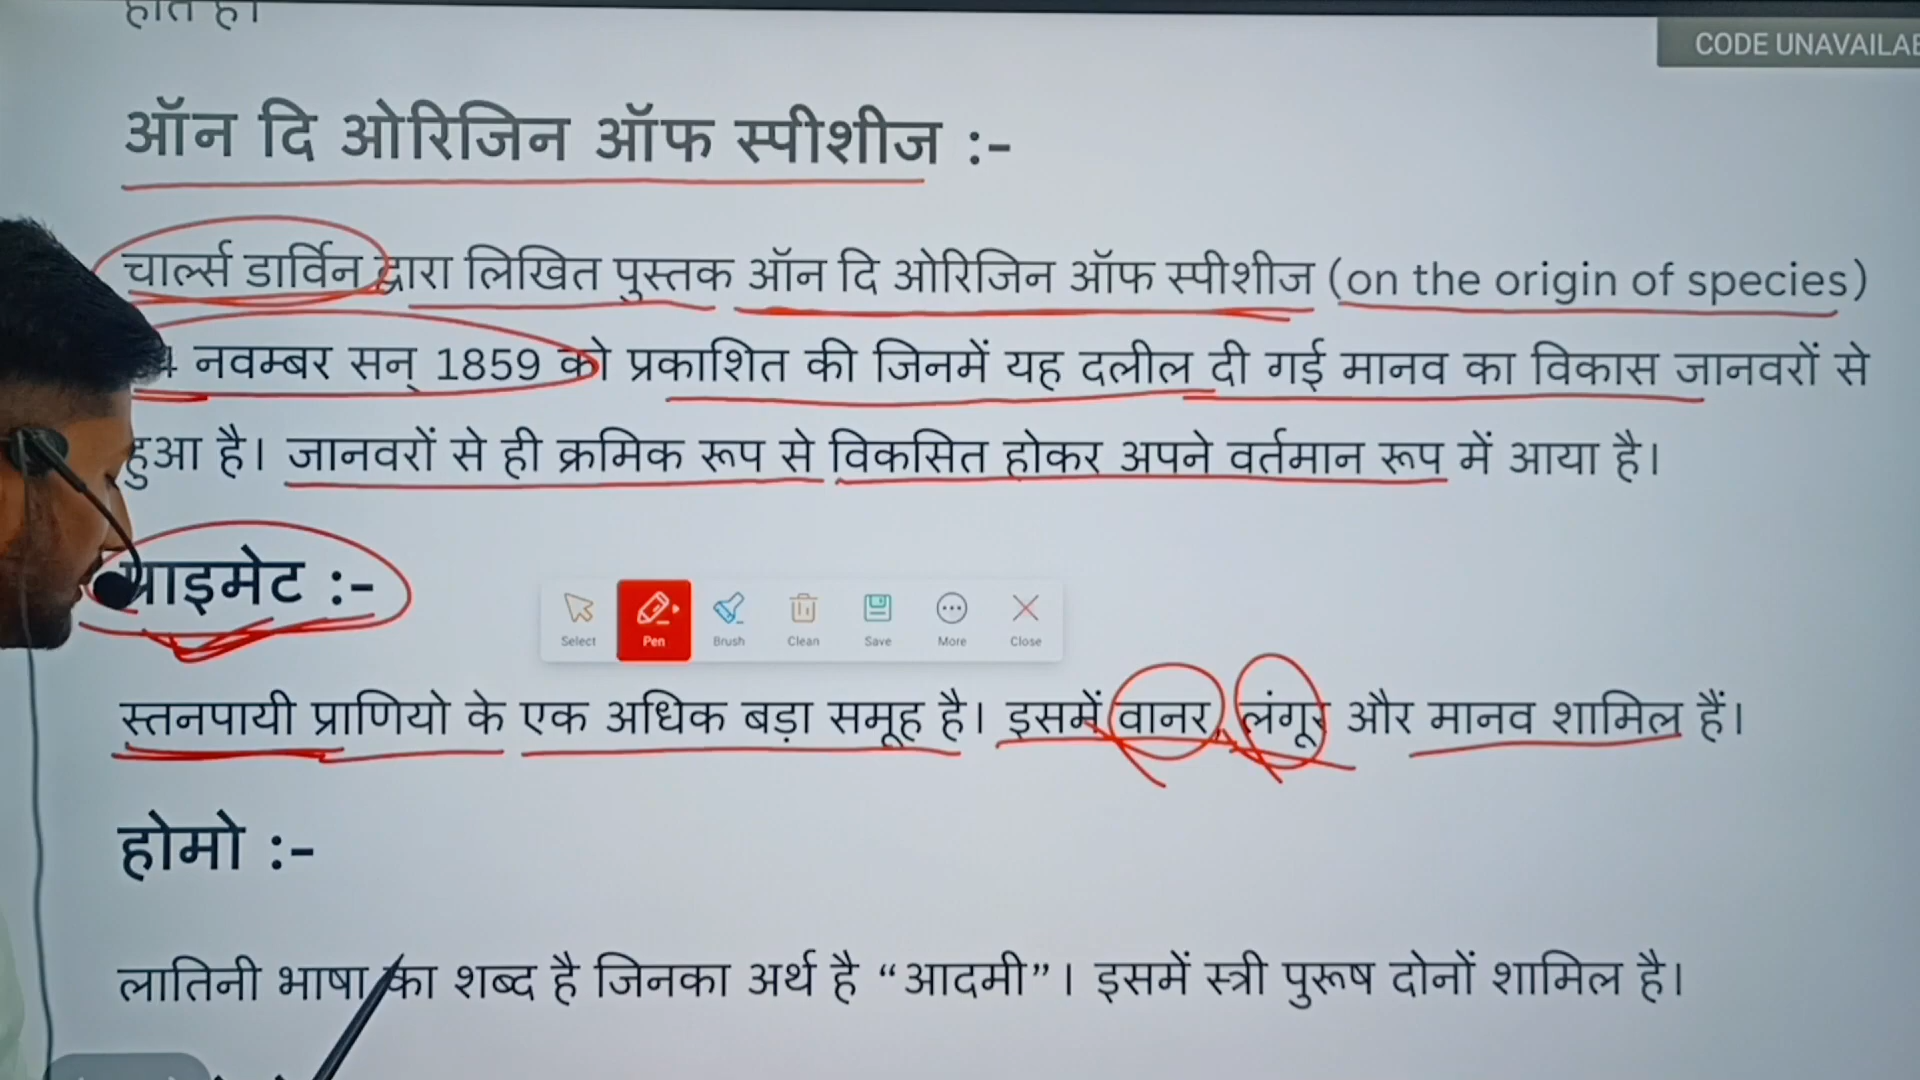 CODE UNAVAILAB
ऑन दि ओरिजिन ऑफ स्पीशीज :-
चार्ल्स डार्विन द्वारा लिखित पुस्तक ऑन दि ओरिजिन ऑफ स्पीशीज (on the origin of species)
नवम्बर सन् 1859 को प्रकाशित की जिनमें यह दलील दी गई मानव का विकास जानवरों से
हुआ है। जानवरों से ही क्रमिक रूप से विकसित होकर अपने वर्तमान रूप में आया है।
प्राइमेट :-
Select Pen Brush Clean Save More Close
स्तनपायी प्राणियो के एक अधिक बड़ा समूह है। इसमें वानर, लंगूर और मानव शामिल हैं।
होमो :-
लातिनी भाषा का शब्द है जिनका अर्थ है “आदमी”। इसमें स्त्री पुरूष दोनों शामिल है।